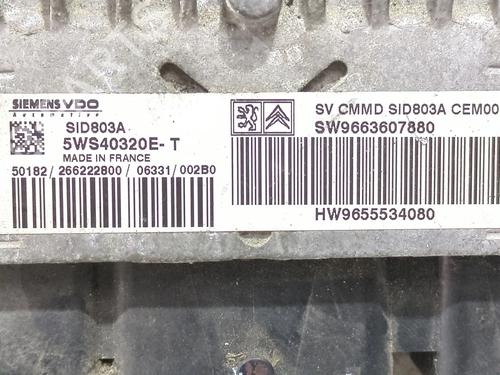 SIEMENS VDO
Automotive
SID803A
5WS40320E- T
MADE IN FRANCE
50182/ 266222800 / 06331/ 002B0
SV CMMD SID803A CEM00
SW9663607880
HW9655534080